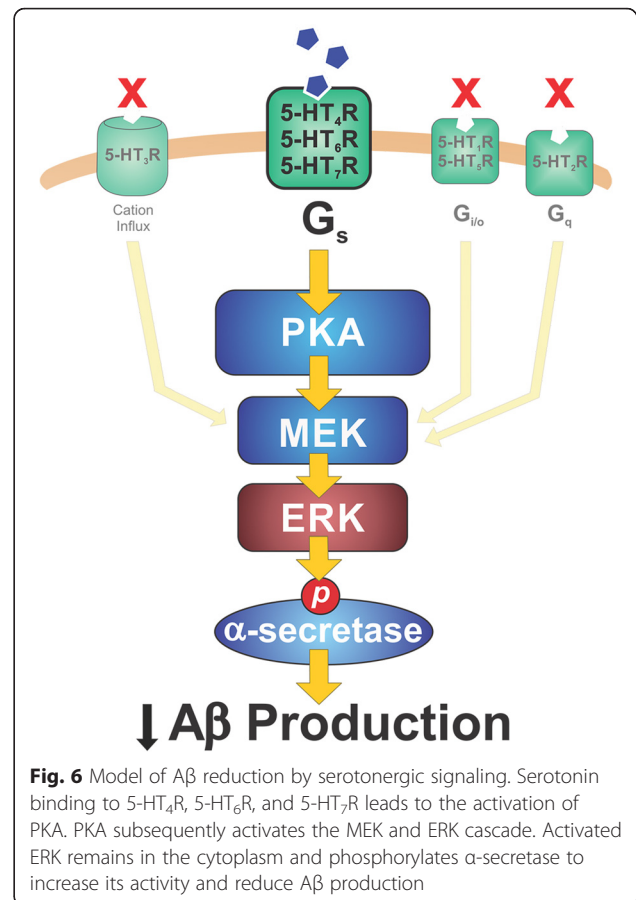 X
X
X
5-HT₃R
5-HT₄R
5-HT₆R
5-HT₇R
5-HT₁R
5-HT₅R
5-HT₂R
Cation
Influx
Gₛ
G_{i/o}
G_q
PKA
MEK
ERK
p
α-secretase
↓ Aβ Production
Fig. 6 Model of Aβ reduction by serotonergic signaling. Serotonin
binding to 5-HT₄R, 5-HT₆R, and 5-HT₇R leads to the activation of
PKA. PKA subsequently activates the MEK and ERK cascade. Activated
ERK remains in the cytoplasm and phosphorylates α-secretase to
increase its activity and reduce Aβ production